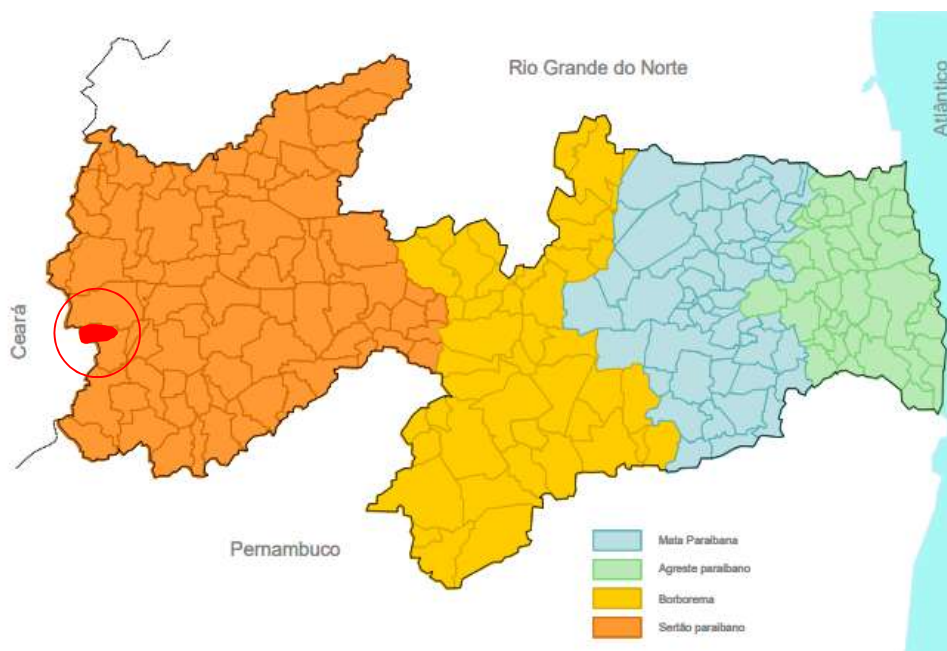 Rio Grande do Norte
Atlântico
Ceará
Pernambuco
Mata Paraibana
Agreste paraibano
Borborema
Sertão paraibano